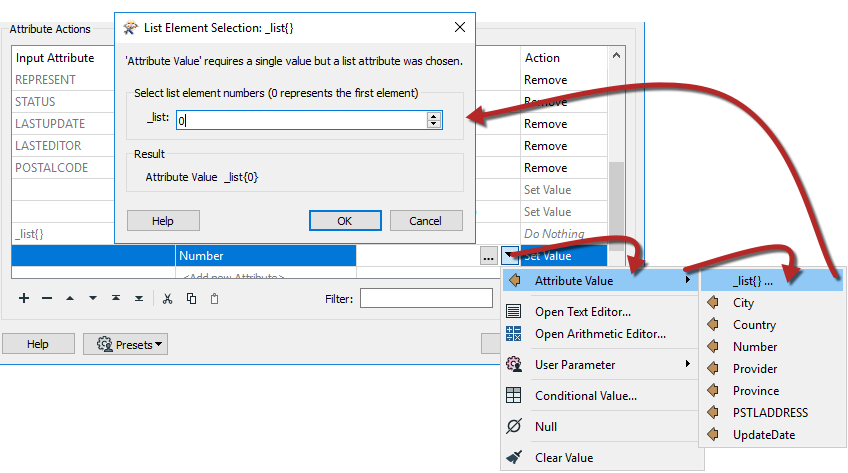 Attribute Actions
Input Attribute
Action
REPRESENT
Remove
STATUS
Remove
LASTUPDATE
Remove
LASTEDITOR
Remove
POSTALCODE
Remove
Set Value
Set Value
_list{}
Do Nothing
Number
...
Set Value
<Add new Attribute>
Filter:
Help
Presets
List Element Selection: _list{}
'Attribute Value' requires a single value but a list attribute was chosen.
Select list element numbers (0 represents the first element)
_list:
0
Result
Attribute Value _list{0}
Help
OK
Cancel
Attribute Value
Open Text Editor...
Open Arithmetic Editor...
User Parameter
Conditional Value...
Null
Clear Value
_list{} ...
City
Country
Number
Provider
Province
PSTLADDRESS
UpdateDate